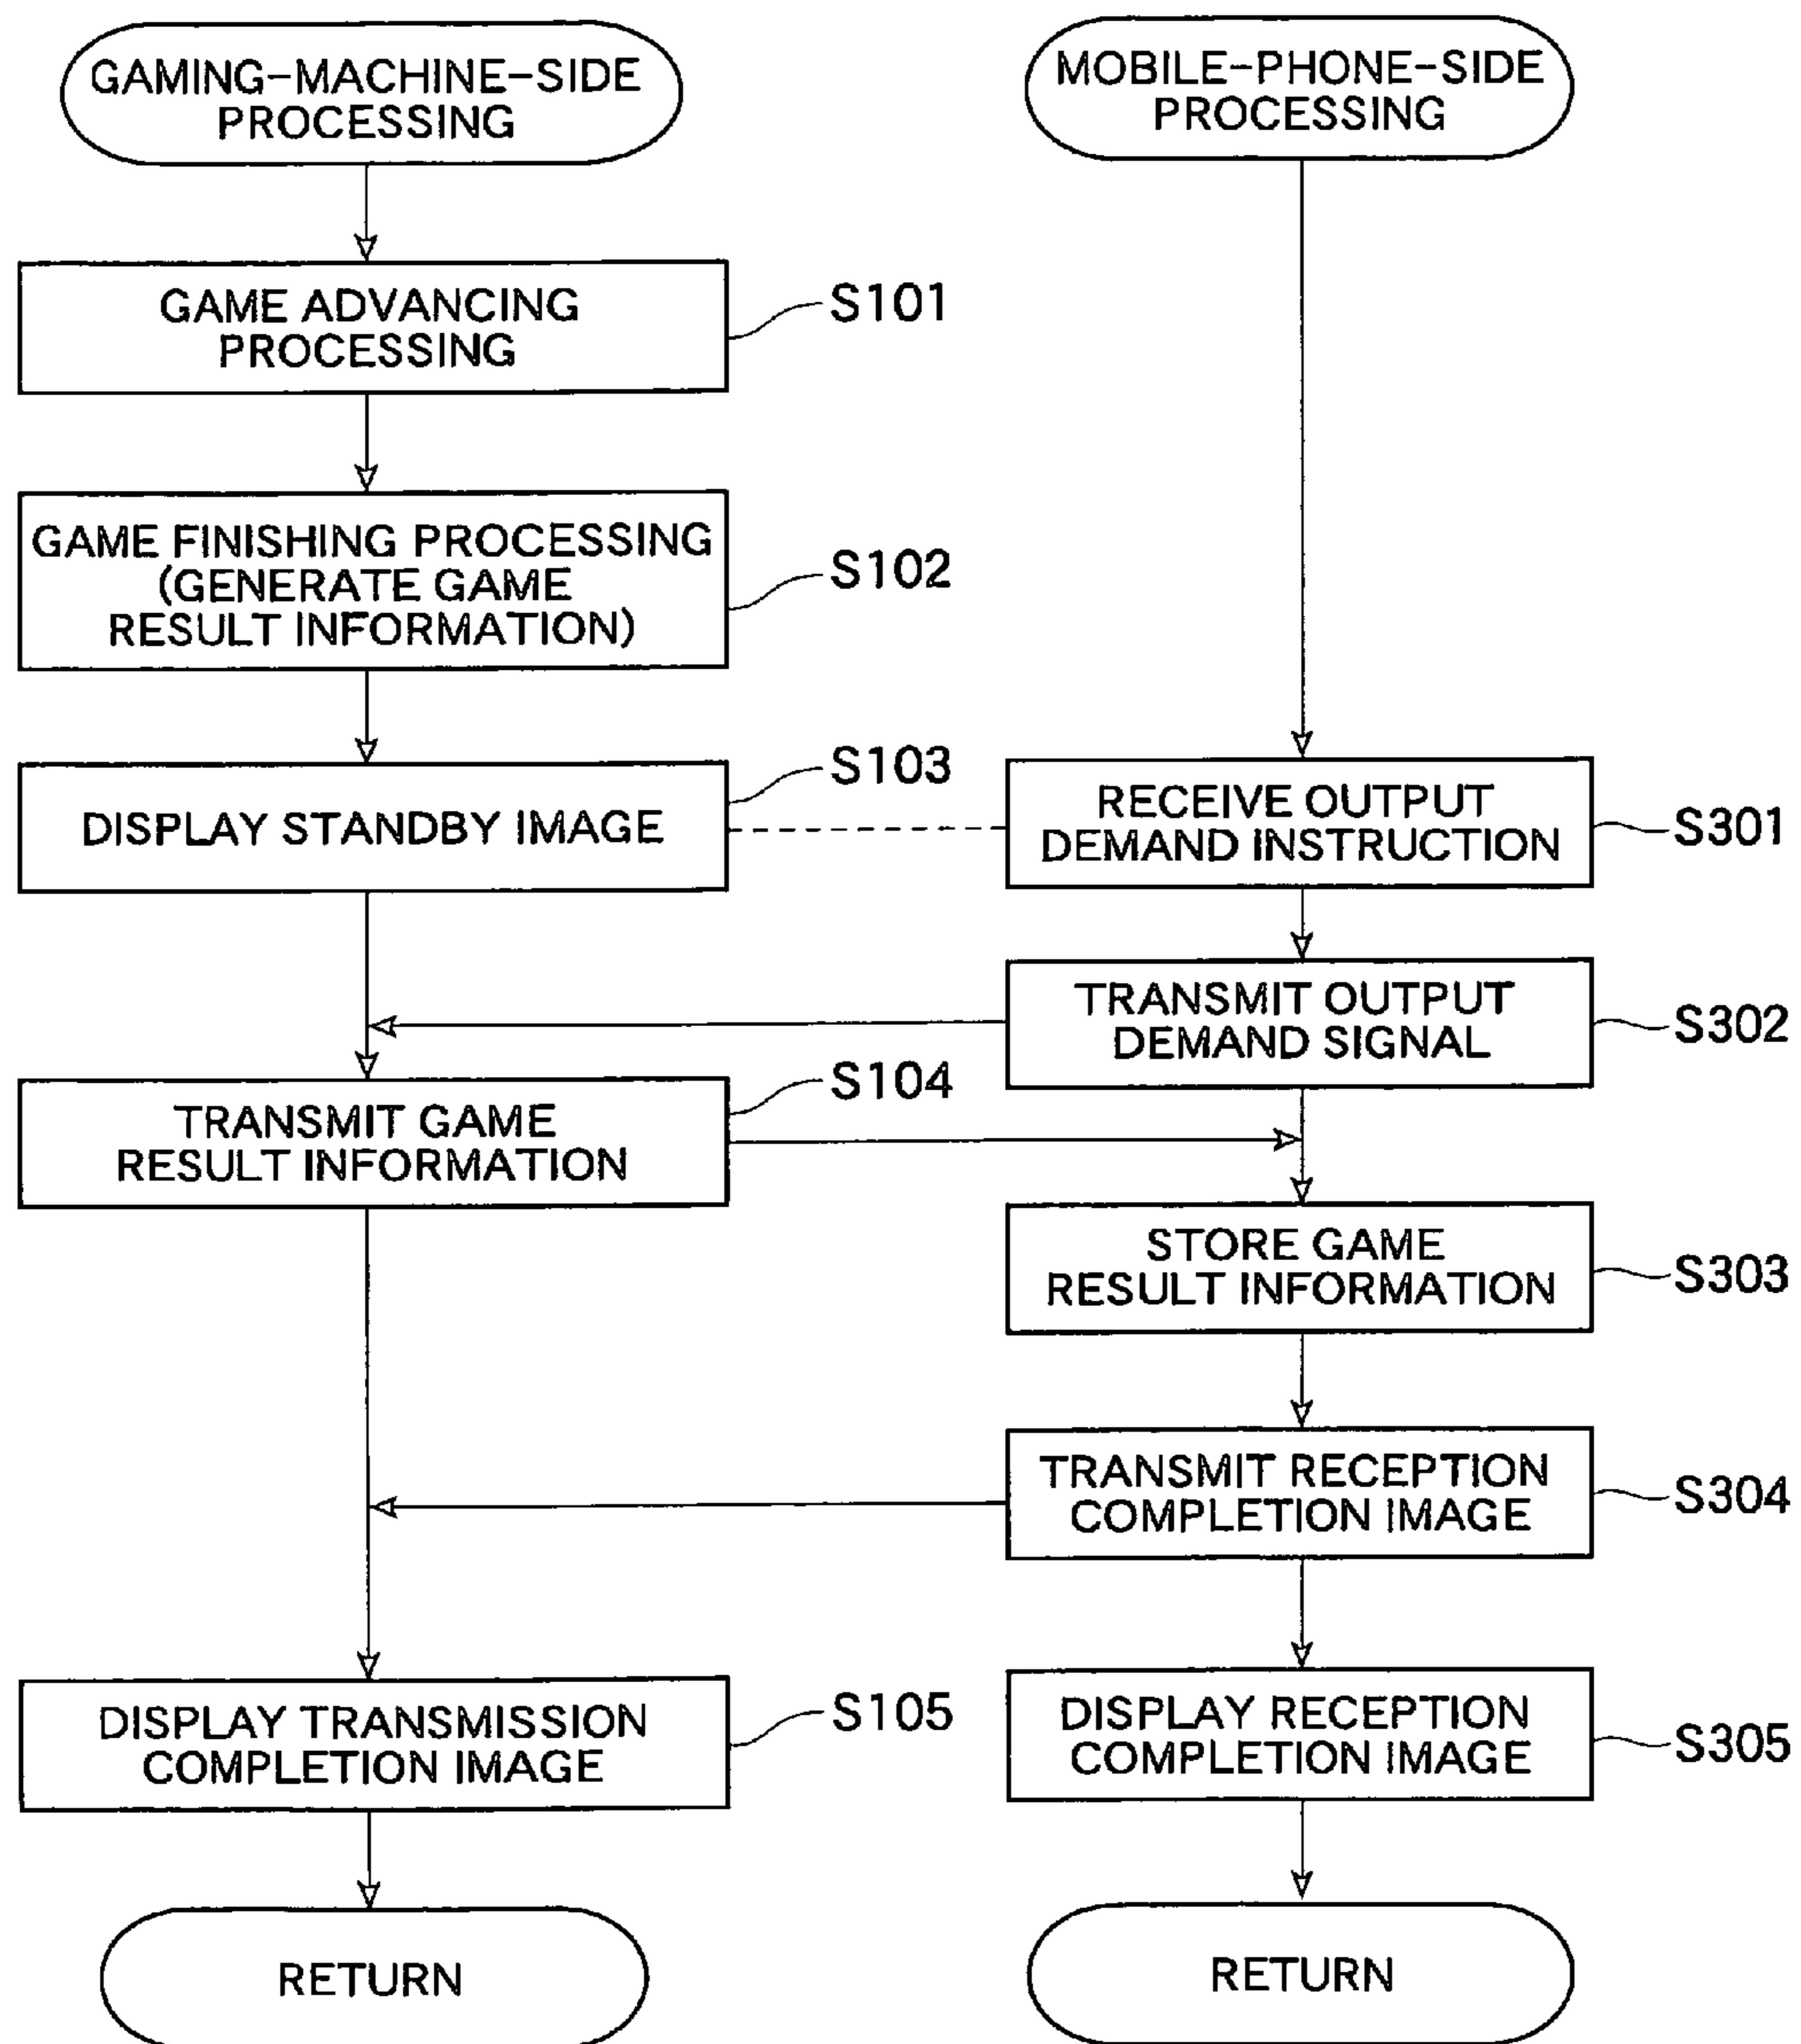 GAMING-MACHINE-SIDE
PROCESSING
GAME ADVANCING
PROCESSING
S101
GAME FINISHING PROCESSING
(GENERATE GAME
RESULT INFORMATION)
S102
DISPLAY STANDBY IMAGE
S103
TRANSMIT GAME
RESULT INFORMATION
S104
DISPLAY TRANSMISSION
COMPLETION IMAGE
S105
RETURN
MOBILE-PHONE-SIDE
PROCESSING
RECEIVE OUTPUT
DEMAND INSTRUCTION
S301
TRANSMIT OUTPUT
DEMAND SIGNAL
S302
STORE GAME
RESULT INFORMATION
S303
TRANSMIT RECEPTION
COMPLETION IMAGE
S304
DISPLAY RECEPTION
COMPLETION IMAGE
S305
RETURN